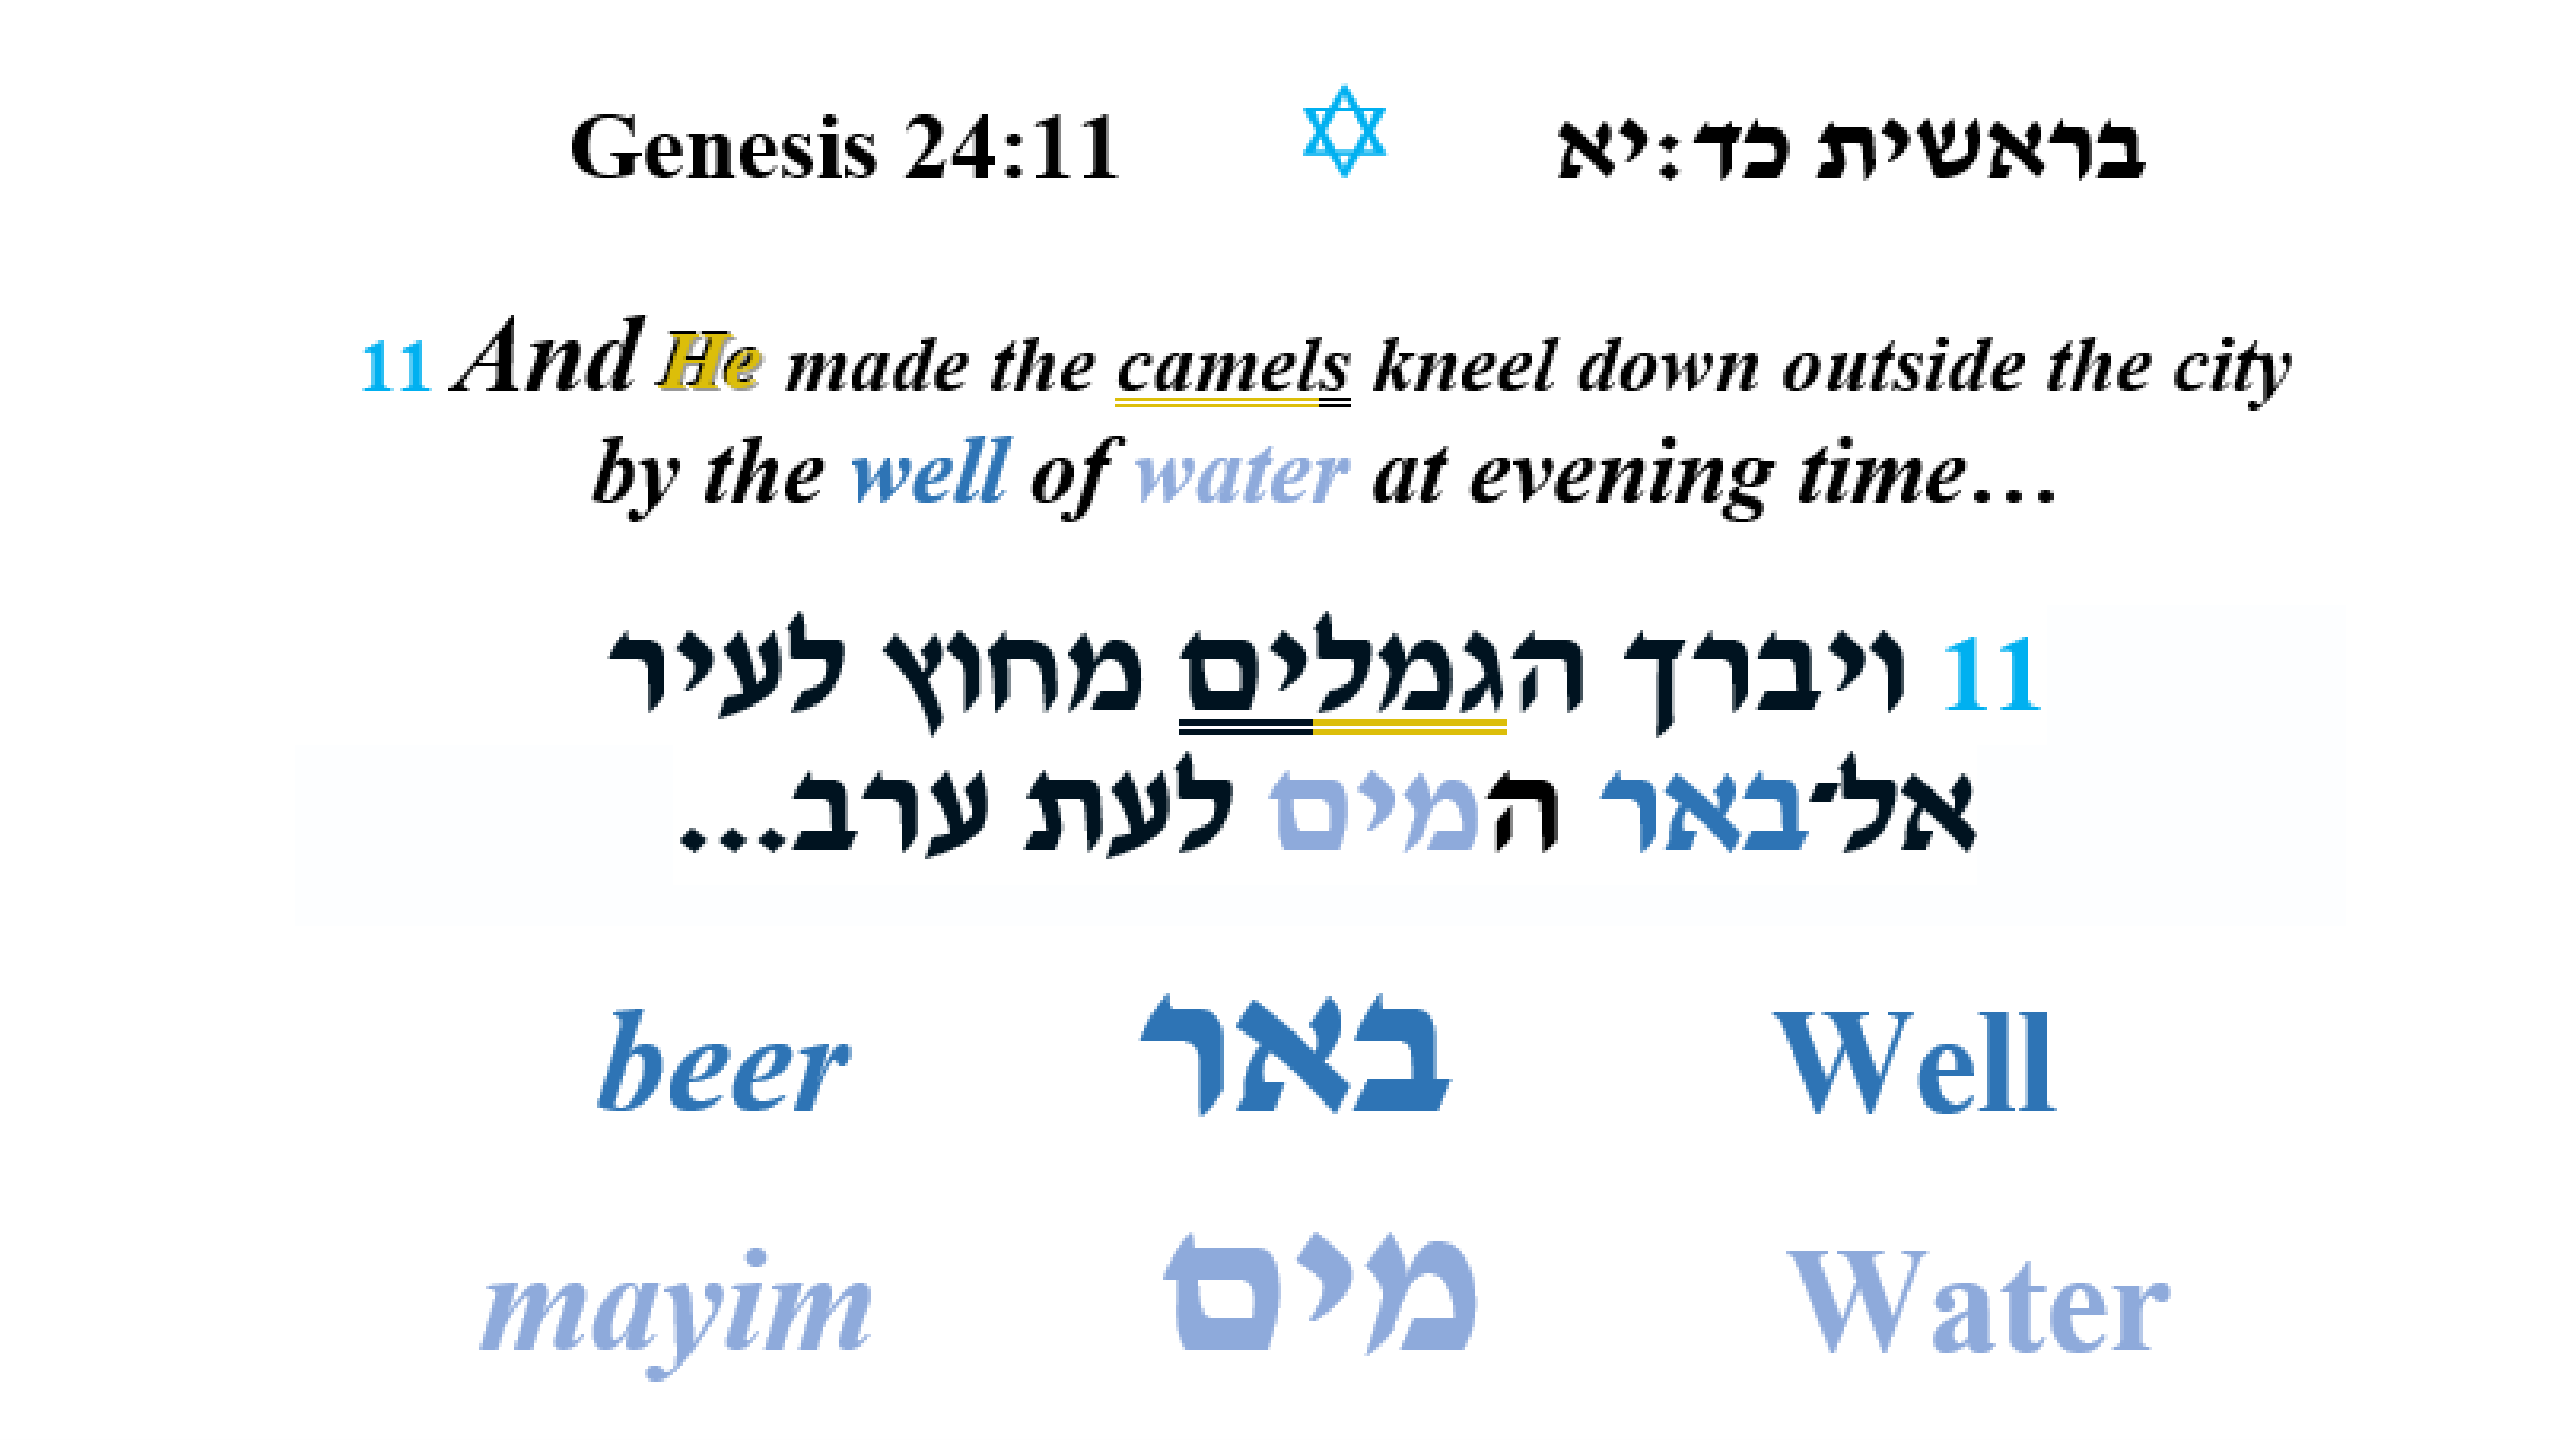 Genesis 24:11 ✡ בראשית כד:יא
11 And He made the camels kneel down outside the city
by the well of water at evening time…
11 ויברך הגמלים מחוץ לעיר
אל־באר המים לעת ערב…
beer באר Well
mayim מים Water